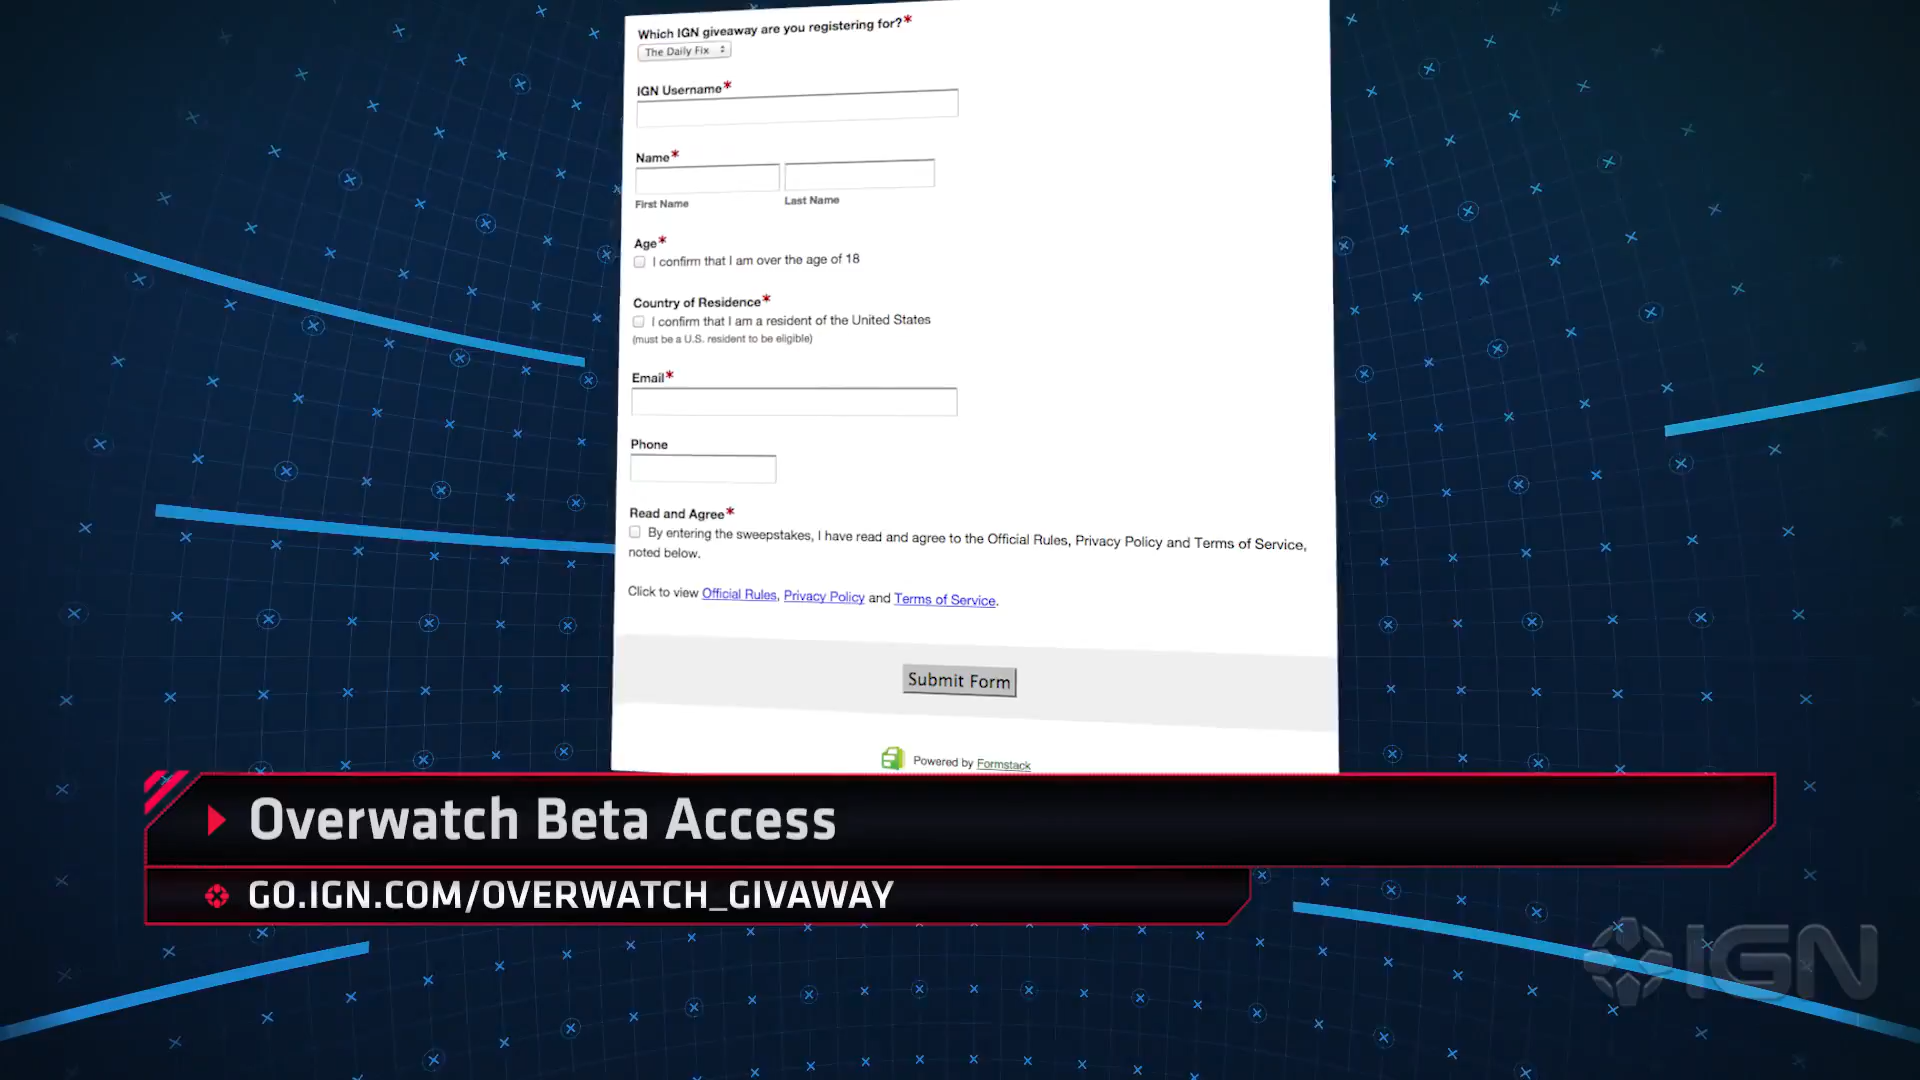 Which IGN giveaway are you registering for?*
The Daily Fix
IGN Username*
Name*
First Name
Last Name
Age*
I confirm that I am over the age of 18
Country of Residence*
I confirm that I am a resident of the United States
(must be a U.S. resident to be eligible)
Email*
Phone
Read and Agree*
By entering the sweepstakes, I have read and agree to the Official Rules, Privacy Policy and Terms of Service,
noted below.
Click to view Official Rules, Privacy Policy and Terms of Service.
Submit Form
Powered by Formstack
Overwatch Beta Access
GO.IGN.COM/OVERWATCH_GIVAWAY
IGN